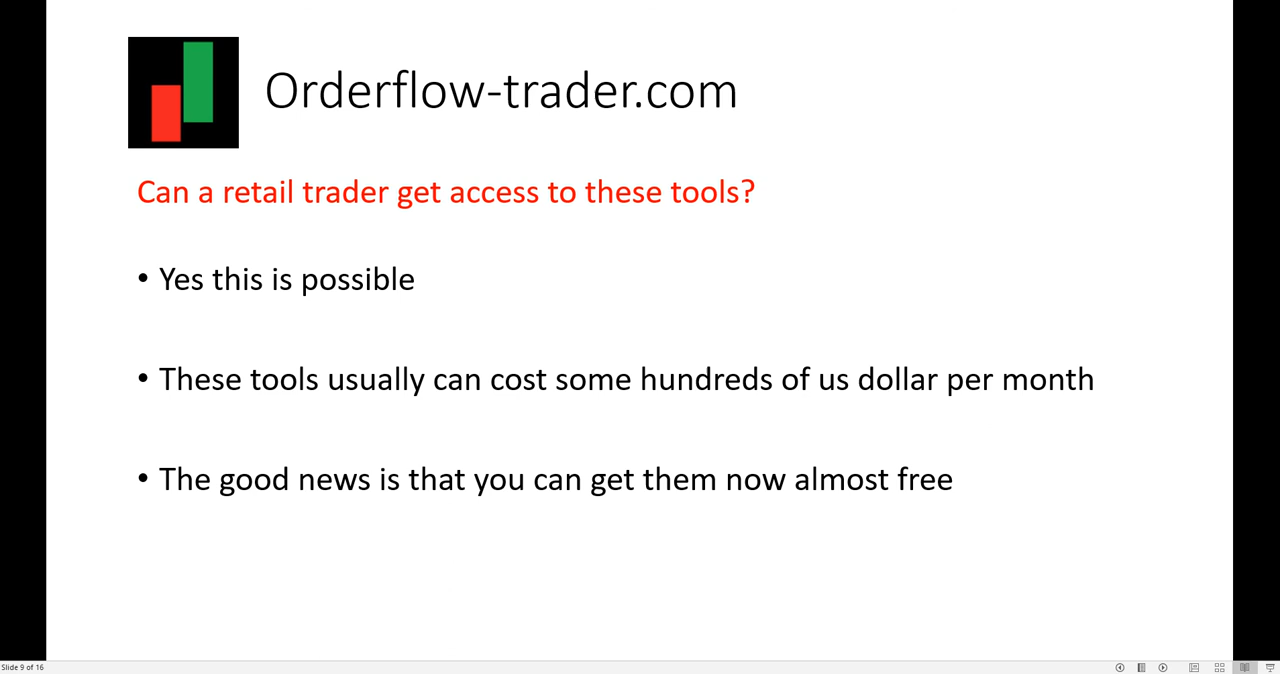 Orderflow-trader.com
Can a retail trader get access to these tools?
• Yes this is possible
• These tools usually can cost some hundreds of us dollar per month
• The good news is that you can get them now almost free
Slide 9 of 16